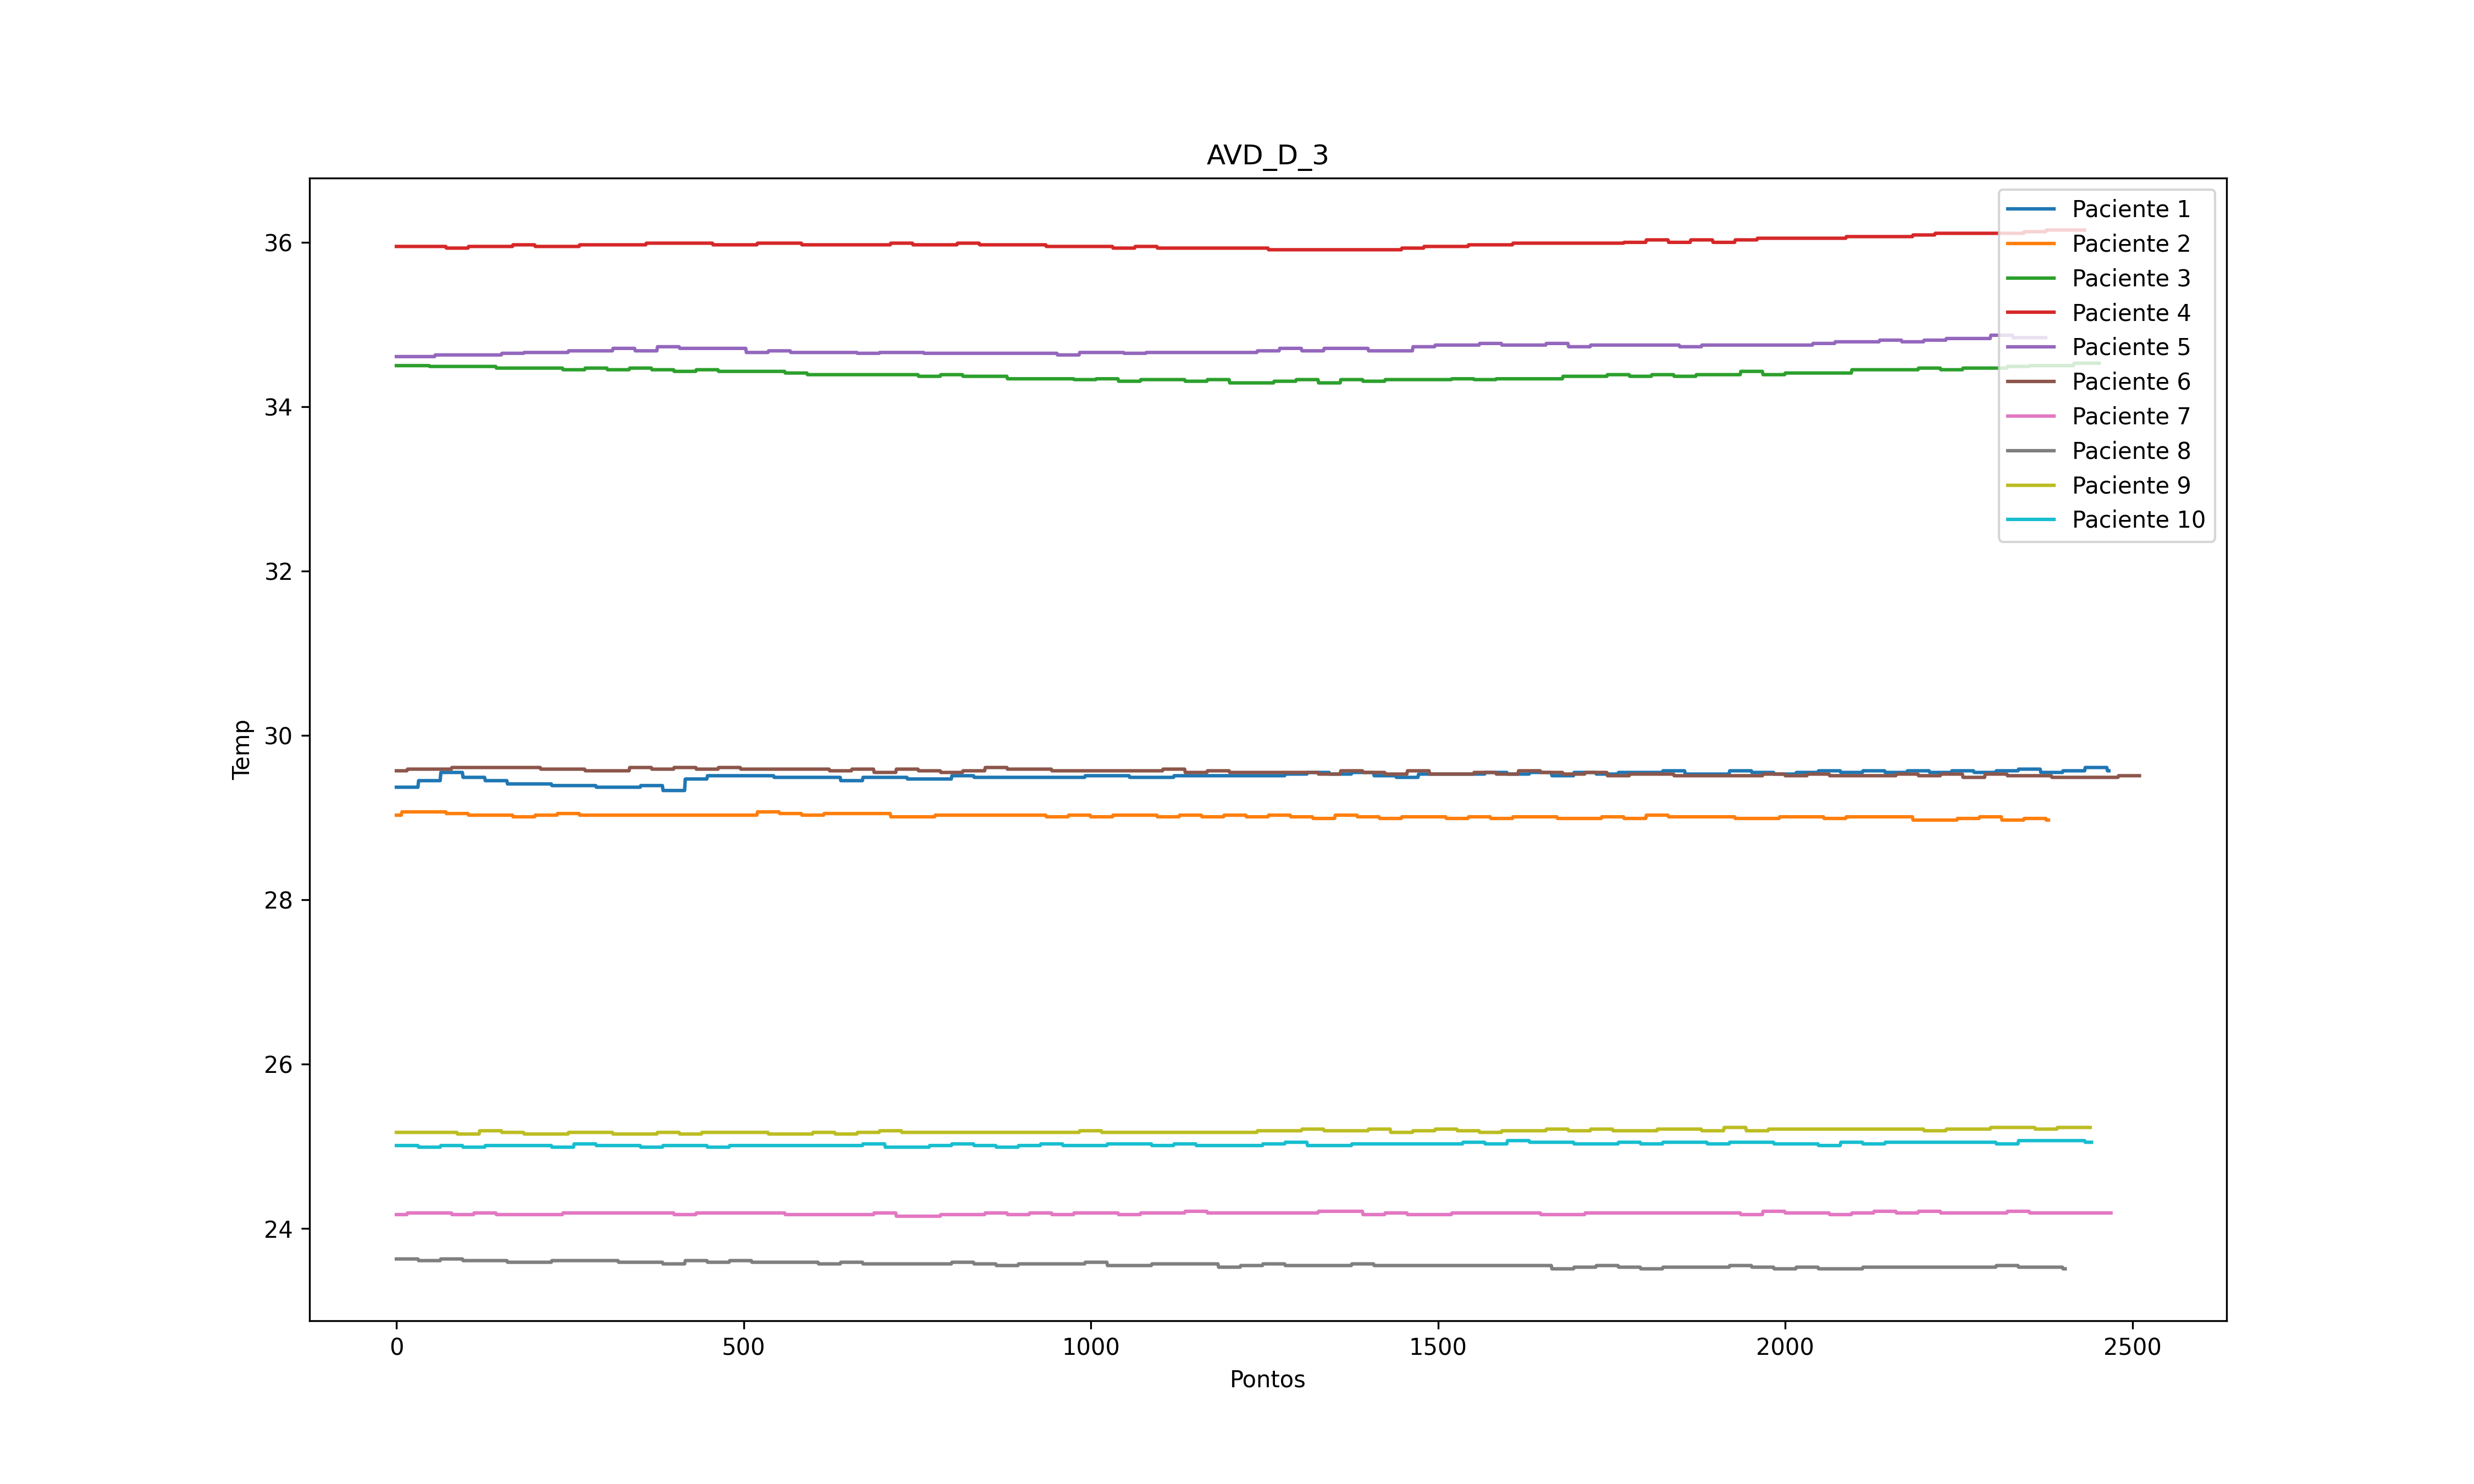 AVD_D_3
Paciente 1
Paciente 2
Paciente 3
Paciente 4
Paciente 5
Paciente 6
Paciente 7
Paciente 8
Paciente 9
Paciente 10
Temp
36
34
32
30
28
26
24
0 500 1000 1500 2000 2500
Pontos